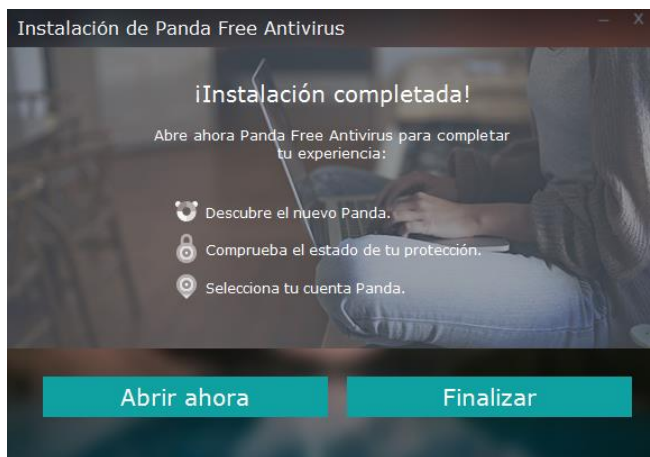 Instalación de Panda Free Antivirus
¡Instalación completada!
Abre ahora Panda Free Antivirus para completar
tu experiencia:
Descubre el nuevo Panda.
Comprueba el estado de tu protección.
Selecciona tu cuenta Panda.
Abrir ahora
Finalizar